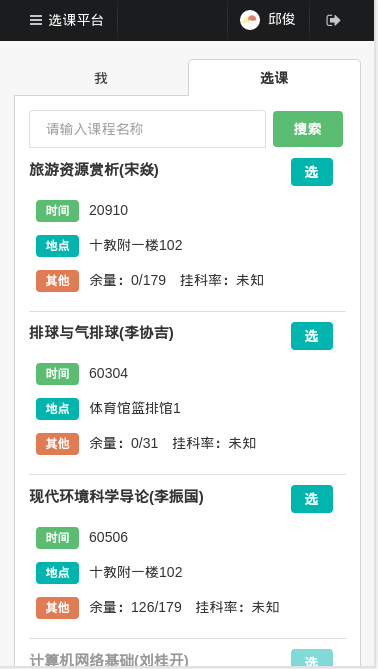 选课平台
邱俊
我
选课
请输入课程名称
搜索
旅游资源赏析(宋焱)
选
时间 20910
地点 十教附一楼102
其他 余量：0/179 挂科率：未知
排球与气排球(李协吉)
选
时间 60304
地点 体育馆篮排馆1
其他 余量：0/31 挂科率：未知
现代环境科学导论(李振国)
选
时间 60506
地点 十教附一楼102
其他 余量：126/179 挂科率：未知
计算机网络基础(刘桂开)
选